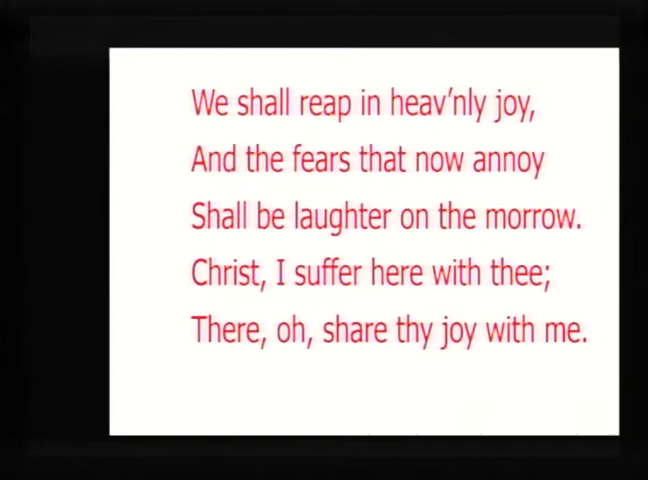 We shall reap in heav'nly joy,
And the fears that now annoy
Shall be laughter on the morrow.
Christ, I suffer here with thee;
There, oh, share thy joy with me.